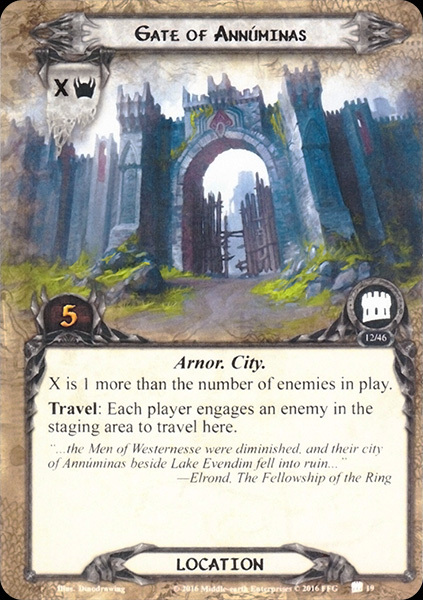 Gate of Annúminas
X
5
12/46
Arnor. City.
X is 1 more than the number of enemies in play.
Travel: Each player engages an enemy in the
staging area to travel here.
“...the Men of Westernesse were diminished, and their city
of Annúminas beside Lake Evendim fell into ruin...”
—Elrond, The Fellowship of the Ring
LOCATION
Illus. Dinodrawing © 2016 Middle-earth Enterprises © 2016 FFG 19